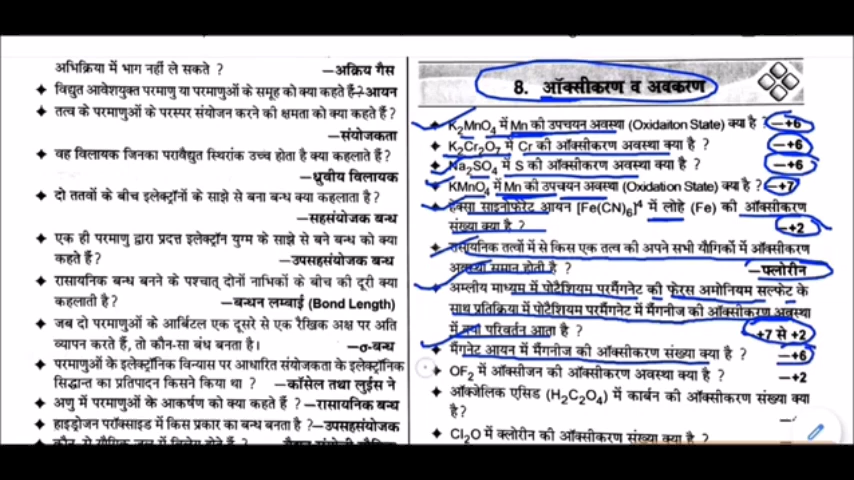 अभिक्रिया में भाग नहीं ले सकते ? —अक्रिय गैस
विद्युत आवेशयुक्त परमाणु या परमाणुओं के समूह को क्या कहते हैं?—आयन
तत्व के परमाणुओं के परस्पर संयोजन करने की क्षमता को क्या कहते हैं?
—संयोजकता
वह विलायक जिनका परावैद्युत स्थिरांक उच्च होता है क्या कहलाते हैं?
—ध्रुवीय विलायक
दो तत्वों के बीच इलेक्ट्रॉनों के साझे से बना बन्ध क्या कहलाता है?
—सहसंयोजक बन्ध
एक ही परमाणु द्वारा प्रदत्त इलेक्ट्रॉन युग्म के साझे से बने बन्ध को क्या
कहते हैं? —उपसहसंयोजक बन्ध
रासायनिक बन्ध बनने के पश्चात् दोनों नाभिकों के बीच की दूरी क्या
कहलाती है? —बन्धन लम्बाई (Bond Length)
जब दो परमाणुओं के आर्बिटल एक दूसरे से एक रैखिक अक्ष पर अति
व्यापन करते हैं, तो कौन-सा बंध बनता है। —σ-बन्ध
परमाणुओं के इलेक्ट्रॉनिक विन्यास पर आधारित संयोजकता के इलेक्ट्रॉनिक
सिद्धान्त का प्रतिपादन किसने किया था ? —कॉसेल तथा लुईस ने
अणु में परमाणुओं के आकर्षण को क्या कहते हैं ? —रासायनिक बन्ध
हाइड्रोजन परॉक्साइड में किस प्रकार का बन्ध बनता है?—उपसहसंयोजक
8. ऑक्सीकरण व अवकरण
K₂MnO₄ में Mn की उपचयन अवस्था (Oxidaiton State) क्या है ? —+6
K₂Cr₂O₇ में Cr की ऑक्सीकरण अवस्था क्या है ? —+6
Na₂SO₄ में S की ऑक्सीकरण अवस्था क्या है ? —+6
KMnO₄ में Mn की उपचयन अवस्था (Oxidation State) क्या है ? —+7
हेक्सा साइनोफेरेट आयन [Fe(CN)₆]⁴ में लोहे (Fe) की ऑक्सीकरण
संख्या क्या है ? —+2
रासायनिक तत्वों में से किस एक तत्व की अपने सभी यौगिकों में ऑक्सीकरण
अवस्था समान होती है ? —फ्लोरीन
अम्लीय माध्यम में पोटैशियम परमैंगनेट की फेरस अमोनियम सल्फेट के
साथ प्रतिक्रिया में पोटैशियम परमैंगनेट में मैंगनीज की ऑक्सीकरण अवस्था
में क्या परिवर्तन आता है ? +7 से +2
मैंगनेट आयन में मैंगनीज की ऑक्सीकरण संख्या क्या है ? —+6
OF₂ में ऑक्सीजन की ऑक्सीकरण अवस्था क्या है ? —+2
ऑक्जेलिक एसिड (H₂C₂O₄) में कार्बन की ऑक्सीकरण संख्या क्या
है?
Cl₂O में क्लोरीन की ऑक्सीकरण संख्या क्या है ?